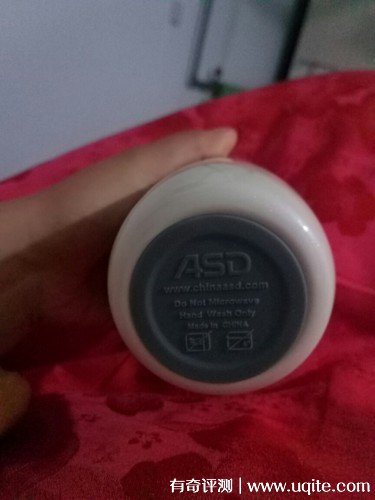 ASD
www.chinaasd.com
Do Not Microwave
Hand Wash Only
Made in CHINA
有奇评测 | www.uqite.com